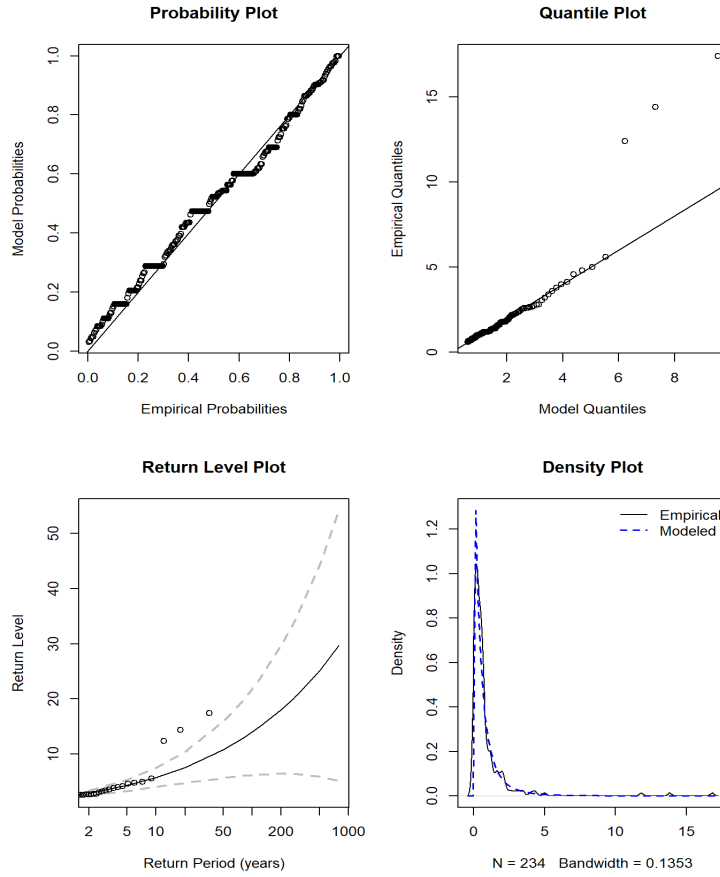 Probability Plot
Model Probabilities
0.0 0.2 0.4 0.6 0.8 1.0
0.0 0.2 0.4 0.6 0.8 1.0
Empirical Probabilities
Quantile Plot
Empirical Quantiles
0 5 10 15
2 4 6 8
Model Quantiles
Return Level Plot
Return Level
10 20 30 40 50
2 5 10 50 200 1000
Return Period (years)
Density Plot
Empirical
Modeled
Density
0.0 0.2 0.4 0.6 0.8 1.0 1.2
0 5 10 15
N = 234 Bandwidth = 0.1353